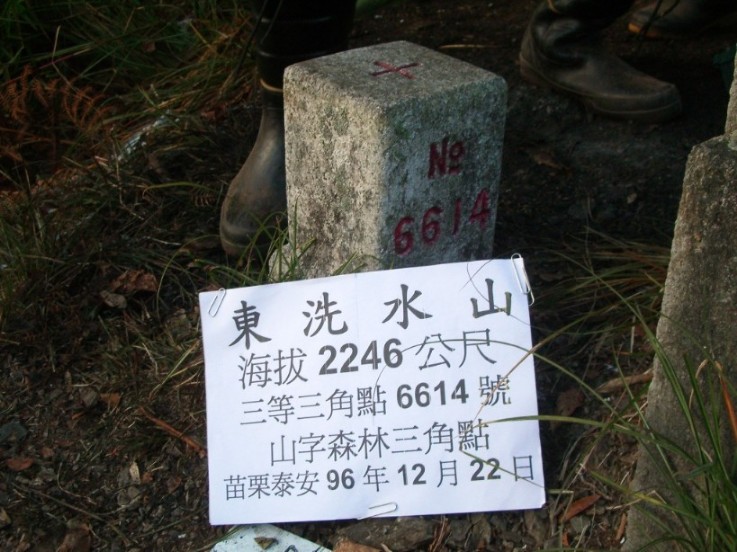 No
6614
東洗水山
海拔 2246 公尺
三等三角點 6614 號
山字森林三角點
苗栗泰安 96 年 12 月 22 日